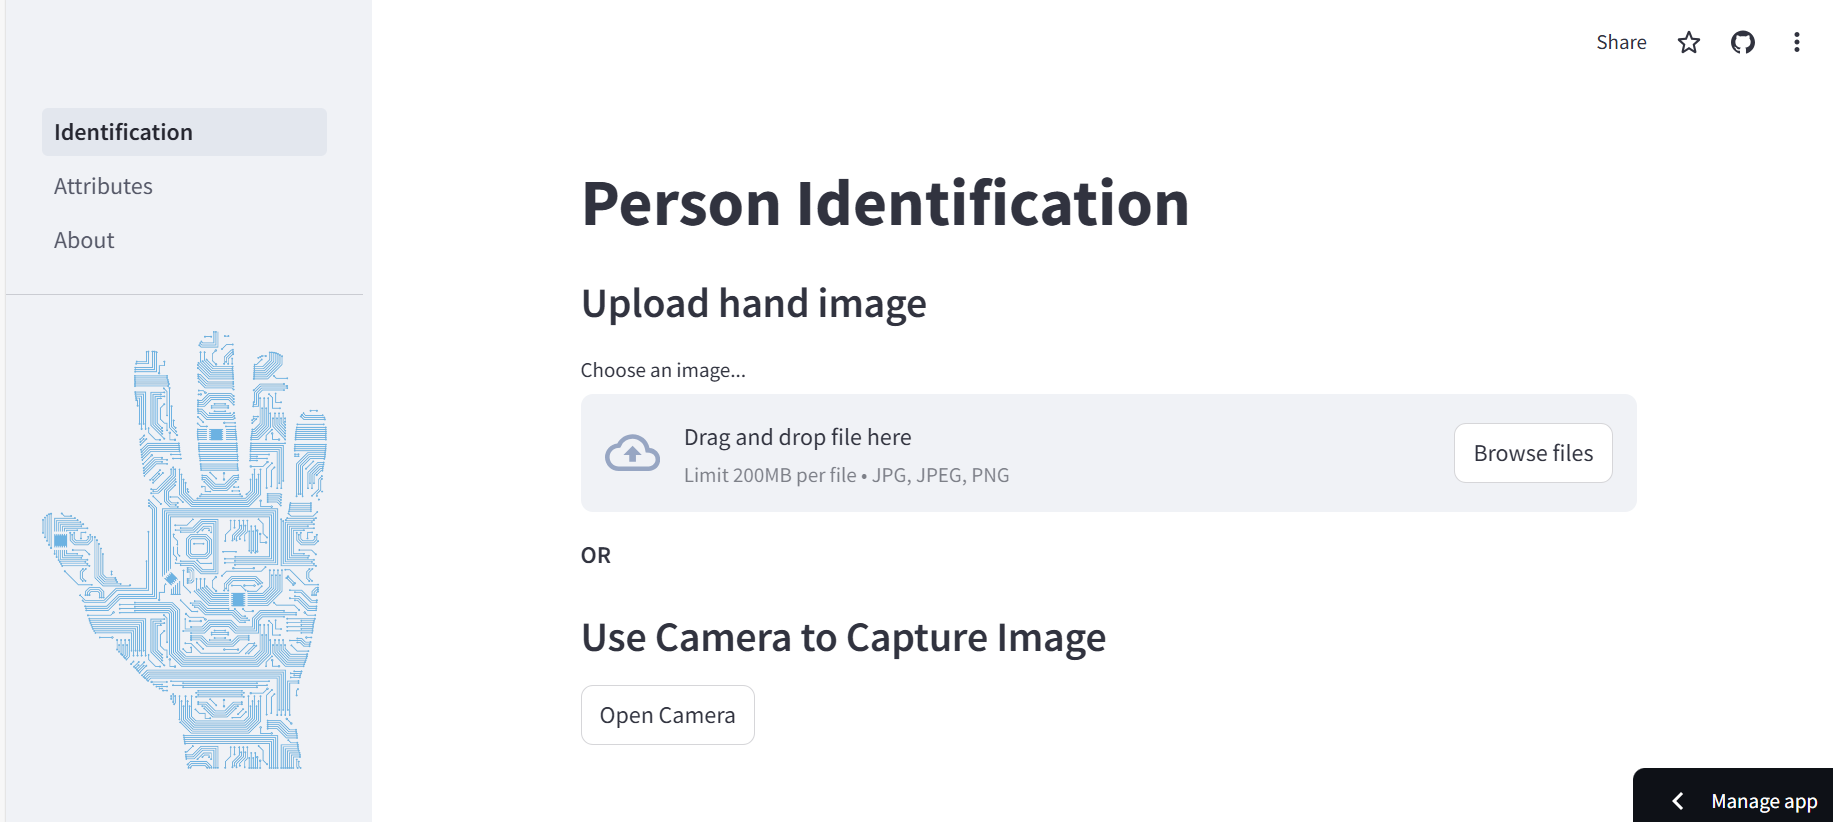 Share
Identification
Attributes
About
Person Identification
Upload hand image
Choose an image...
Drag and drop file here
Limit 200MB per file • JPG, JPEG, PNG
Browse files
OR
Use Camera to Capture Image
Open Camera
Manage app